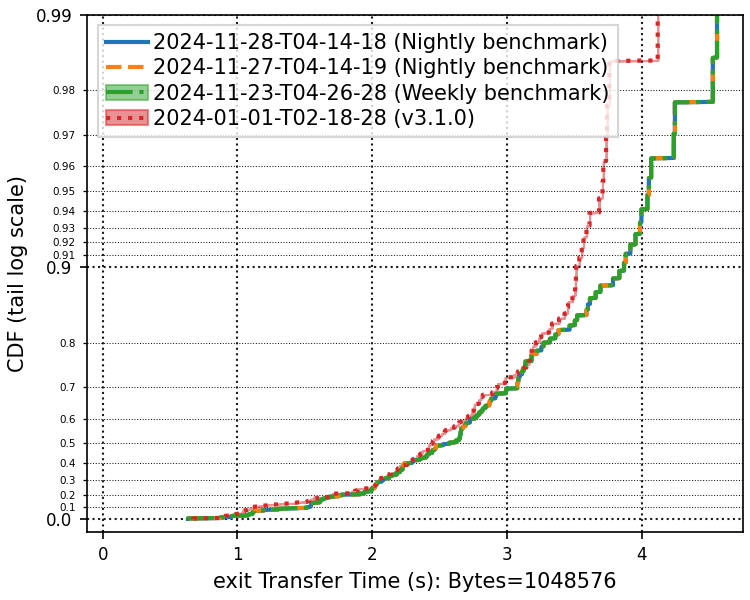 0.99
2024-11-28-T04-14-18 (Nightly benchmark)
2024-11-27-T04-14-19 (Nightly benchmark)
2024-11-23-T04-26-28 (Weekly benchmark)
2024-01-01-T02-18-28 (v3.1.0)
0.98
0.97
0.96
0.95
0.94
0.93
0.92
0.91
0.9
0.8
0.7
0.6
0.5
0.4
0.3
0.2
0.1
0.0
CDF (tail log scale)
0 1 2 3 4
exit Transfer Time (s): Bytes=1048576